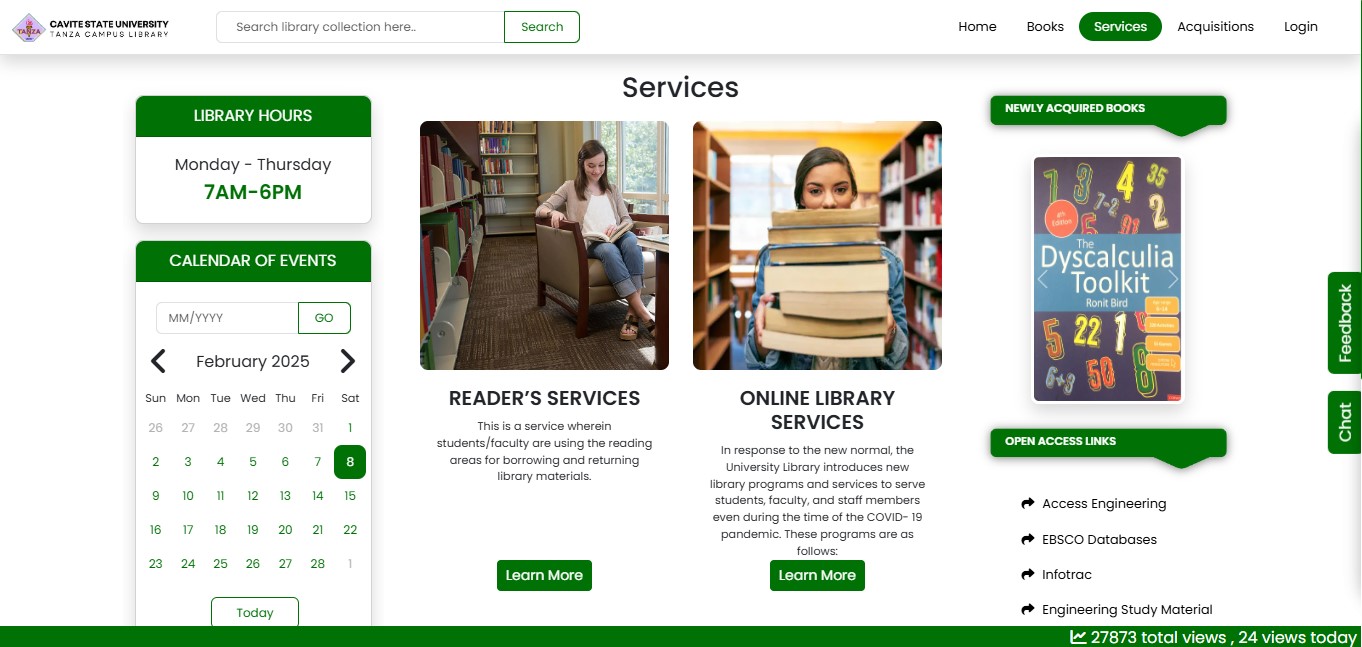 CAVITE STATE UNIVERSITY
TANZA CAMPUS LIBRARY
TANZA
Search library collection here..
Search
Home
Books
Services
Acquisitions
Login
Services
LIBRARY HOURS
Monday - Thursday
7AM-6PM
CALENDAR OF EVENTS
MM/YYYY
GO
February 2025
Sun Mon Tue Wed Thu Fri Sat
26 27 28 29 30 31 1
2 3 4 5 6 7 8
9 10 11 12 13 14 15
16 17 18 19 20 21 22
23 24 25 26 27 28 1
Today
READER’S SERVICES
This is a service wherein
students/faculty are using the reading
areas for borrowing and returning
library materials.
Learn More
ONLINE LIBRARY
SERVICES
In response to the new normal, the
University Library introduces new
library programs and services to serve
students, faculty, and staff members
even during the time of the COVID- 19
pandemic. These programs are as
follows:
Learn More
NEWLY ACQUIRED BOOKS
4th
Edition
The
Dyscalculia
Toolkit
Ronit Bird
OPEN ACCESS LINKS
Access Engineering
EBSCO Databases
Infotrac
Engineering Study Material
Feedback
Chat
27873 total views , 24 views today